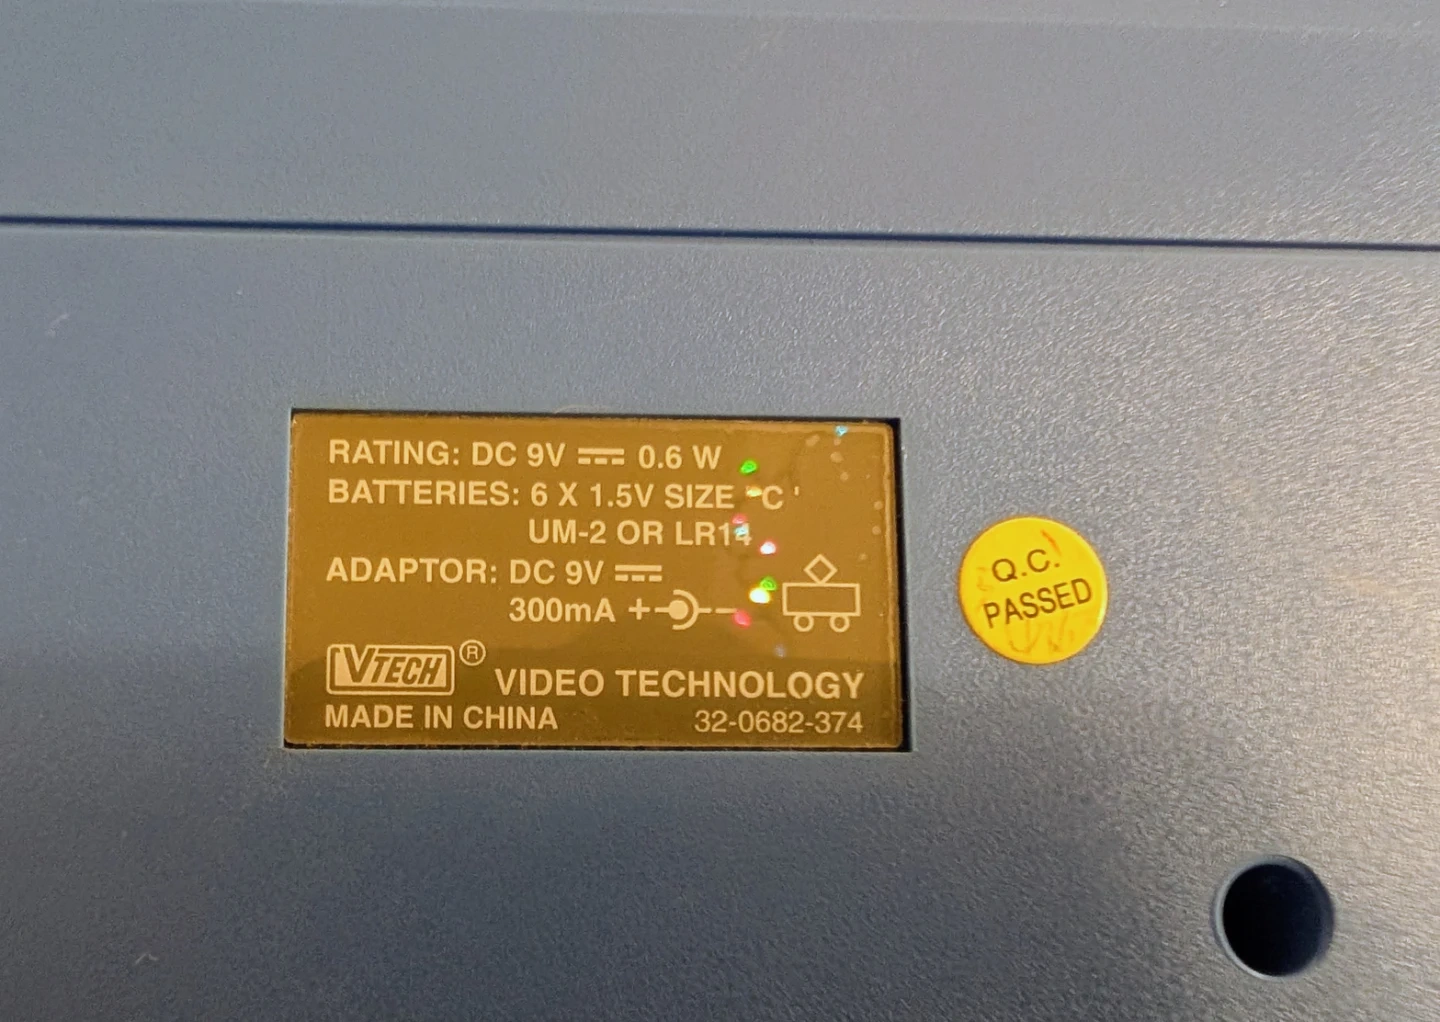 RATING: DC 9V ⎓ 0.6 W
BATTERIES: 6 X 1.5V SIZE "C"
UM-2 OR LR14
ADAPTOR: DC 9V ⎓
300mA + -
VTECH ® VIDEO TECHNOLOGY
MADE IN CHINA 32-0682-374
Q.C.
PASSED